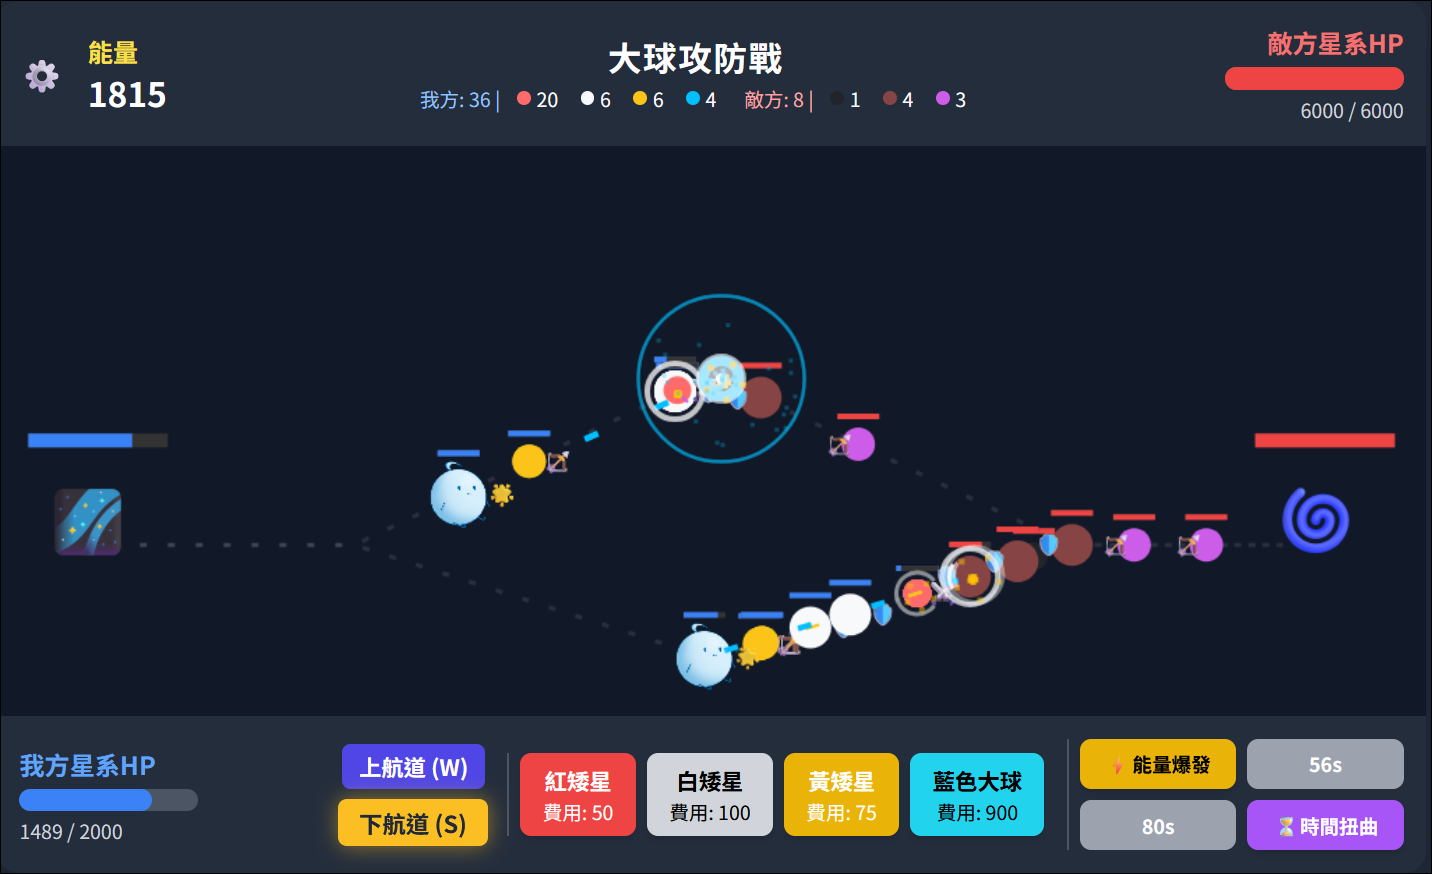 能量
1815
大球攻防戰
我方: 36 | 20 6 6 4 敵方: 8 | 1 4 3
敵方星系HP
6000 / 6000
我方星系HP
1489 / 2000
上航道 (W)
下航道 (S)
紅矮星
費用: 50
白矮星
費用: 100
黃矮星
費用: 75
藍色大球
費用: 900
能量爆發
56s
80s
時間扭曲